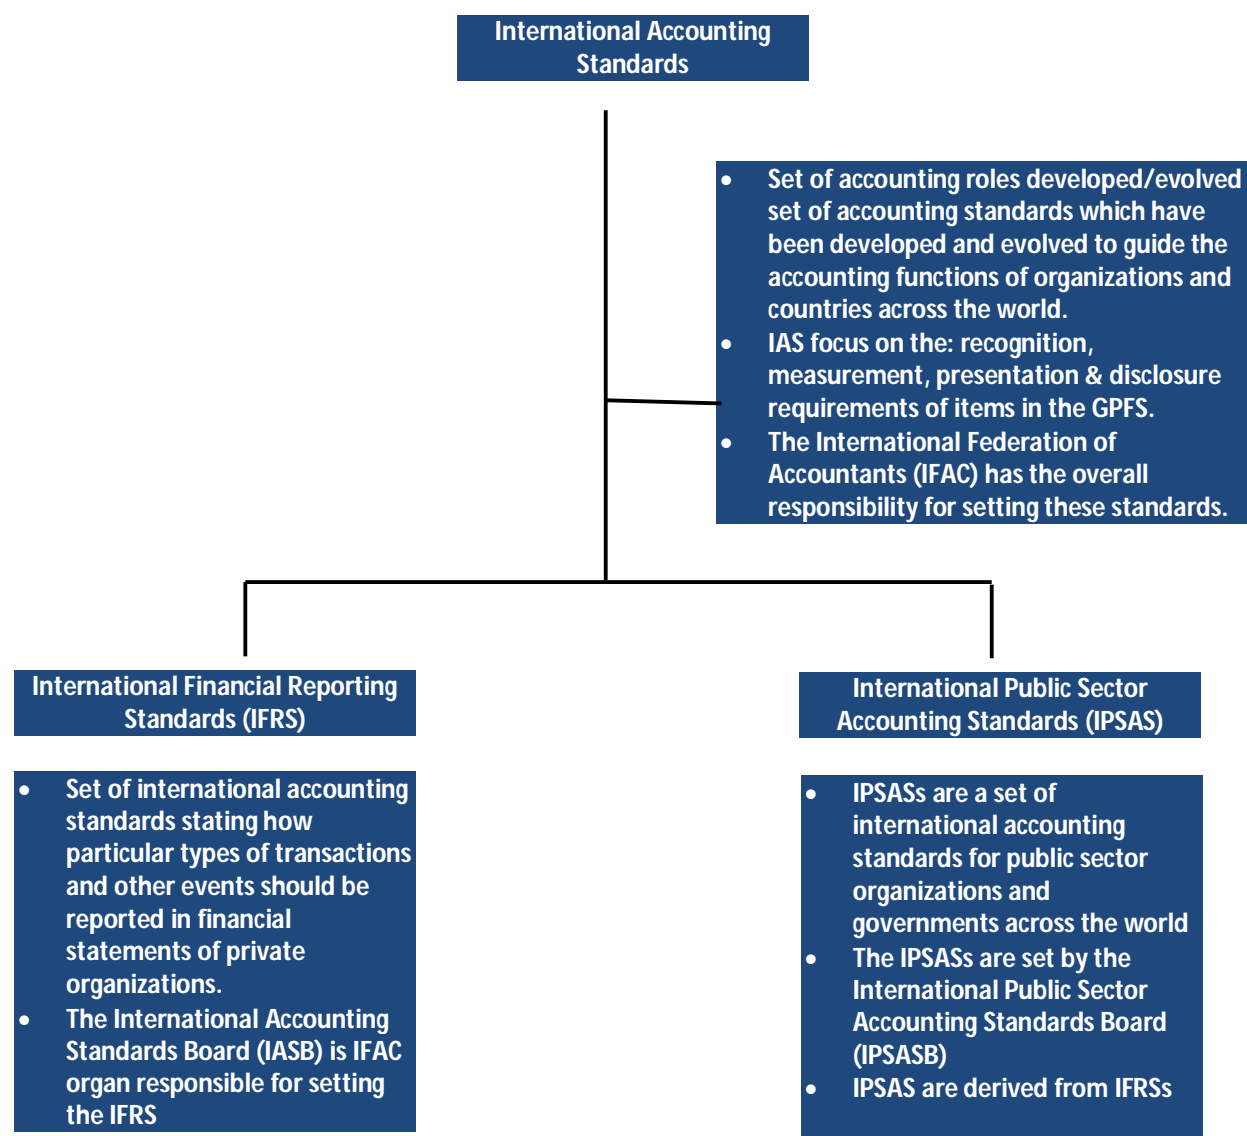 International Accounting
Standards
• Set of accounting roles developed/evolved
set of accounting standards which have
been developed and evolved to guide the
accounting functions of organizations and
countries across the world.
• IAS focus on the: recognition,
measurement, presentation & disclosure
requirements of items in the GPFS.
• The International Federation of
Accountants (IFAC) has the overall
responsibility for setting these standards.
International Financial Reporting
Standards (IFRS)
• Set of international accounting
standards stating how
particular types of transactions
and other events should be
reported in financial
statements of private
organizations.
• The International Accounting
Standards Board (IASB) is IFAC
organ responsible for setting
the IFRS
International Public Sector
Accounting Standards (IPSAS)
• IPSASs are a set of
international accounting
standards for public sector
organizations and
governments across the world
• The IPSASs are set by the
International Public Sector
Accounting Standards Board
(IPSASB)
• IPSAS are derived from IFRSs